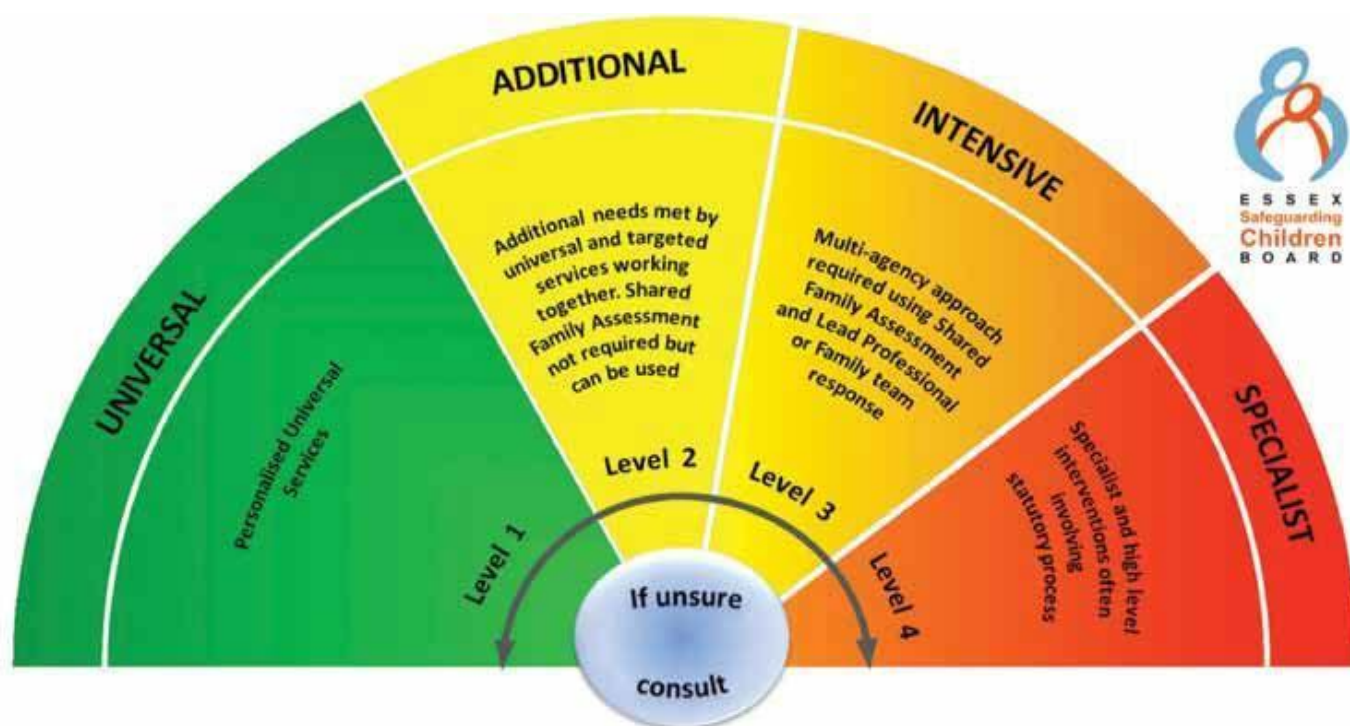 UNIVERSAL
Personalised Universal
Services
Level 1
ADDITIONAL
Additional needs met by
universal and targeted
services working
together. Shared
Family Assessment
not required but
can be used
Level 2
INTENSIVE
Multi-agency approach
required using Shared
Family Assessment
and Lead Professional
or Family team
response
Level 3
SPECIALIST
Specialist and high level
interventions often
involving
statutory process
Level 4
If unsure
consult
ESSEX
Safeguarding
Children
BOARD